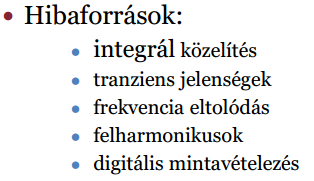 • Hibaforrások:
• integrál közelítés
• tranziens jelenségek
• frekvencia eltolódás
• felharmonikusok
• digitális mintavételezés